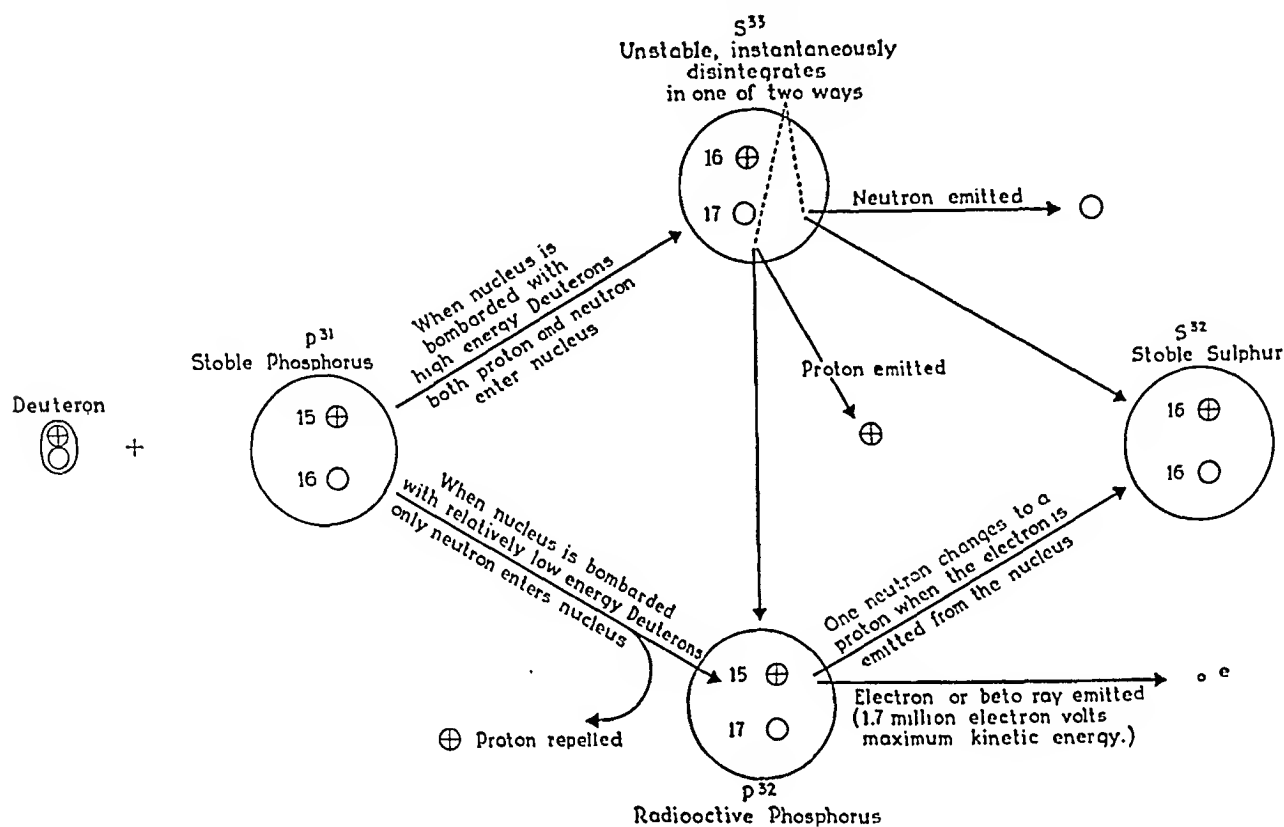 S33
Unstable, instantaneously
disintegrates
in one of two ways
16 ⊕
17 ○
Neutron emitted
When nucleus is
bombarded with
high energy Deuterons
both proton and neutron
enter nucleus
P31
Stable Phosphorus
15 ⊕
16 ○
Deuteron
+
Proton emitted
S32
Stoble Sulphur
16 ⊕
16 ○
When nucleus is bombarded
with relatively low energy Deuterons
only neutron enters nucleus
⊕ Proton repelled
15 ⊕
17 ○
P32
Radiooctive Phosphorus
One neutron changes to a
proton when the electron is
emitted from the nucleus
e
Electron or beto ray emitted
(1.7 million electron volts
maximum kinetic energy.)